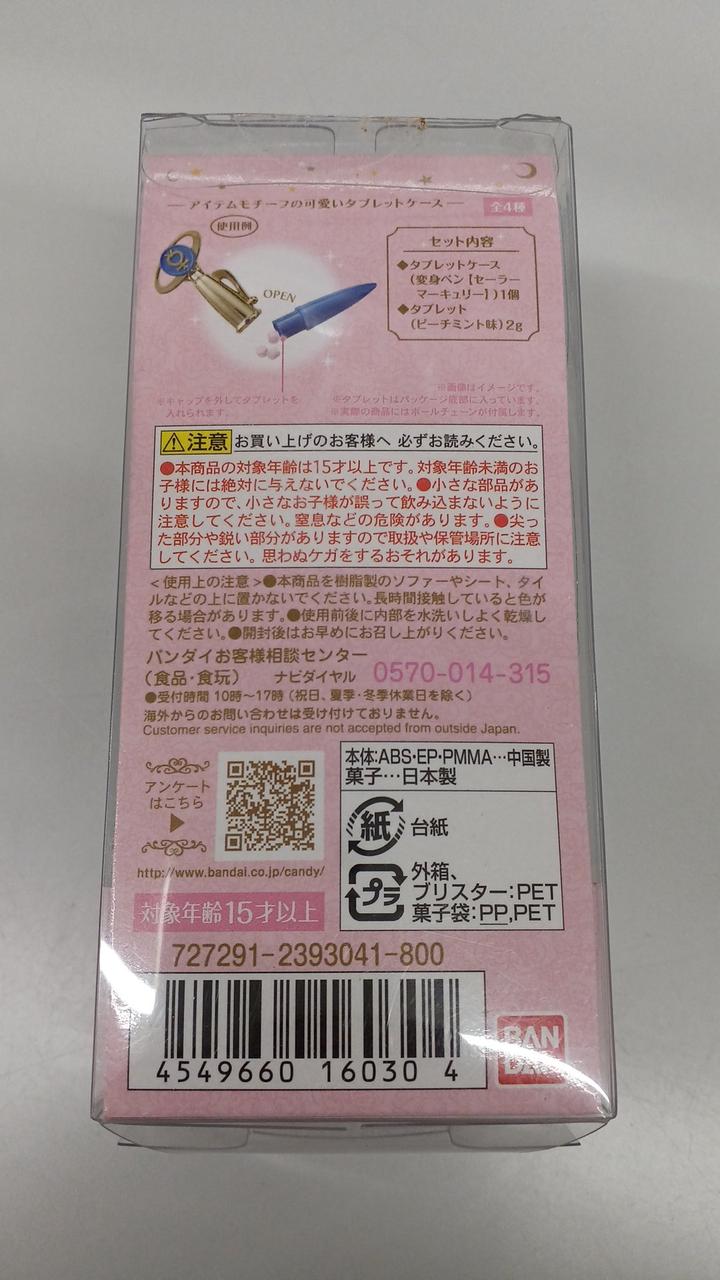 アイテムモチーフの可愛いタブレットケース
全4種
使用例
OPEN
※キャップを外してタブレットを
入れられます。
セット内容
◆タブレットケース
(変身ペン【セーラー
マーキュリー】)1個
◆タブレット
(ピーチミント味)2g
※画像はイメージです。
※タブレットはパッケージ底部に入っています。
※実際の商品にはボールチェーンが付属します。
⚠注意 お買い上げのお客様へ 必ずお読みください。
●本商品の対象年齢は15才以上です。対象年齢未満のお
子様には絶対に与えないでください。●小さな部品があ
りますので、小さなお子様が誤って飲み込まないように
注意してください。窒息などの危険があります。●尖っ
た部分や鋭い部分がありますので取扱や保管場所に注意
してください。思わぬケガをするおそれがあります。
<使用上の注意>●本商品を樹脂製のソファーやシート、タイ
ルなどの上に置かないでください。長時間接触していると色が
移る場合があります。●使用前後に内部を水洗いしよく乾燥し
てください。●開封後はお早めにお召し上がりください。
バンダイお客様相談センター
(食品・食玩) ナビダイヤル 0570-014-315
●受付時間 10時〜17時(祝日、夏季・冬季休業日を除く)
海外からのお問い合わせは受け付けておりません。
Customer service inquiries are not accepted from outside Japan.
アンケート
はこちら
http://www.bandai.co.jp/candy/
本体:ABS・EP・PMMA…中国製
菓子…日本製
紙 台紙
プラ 外箱、
ブリスター:PET
菓子袋:PP,PET
対象年齢15才以上
727291-2393041-800
4549660 16030 4
BAN
DAI